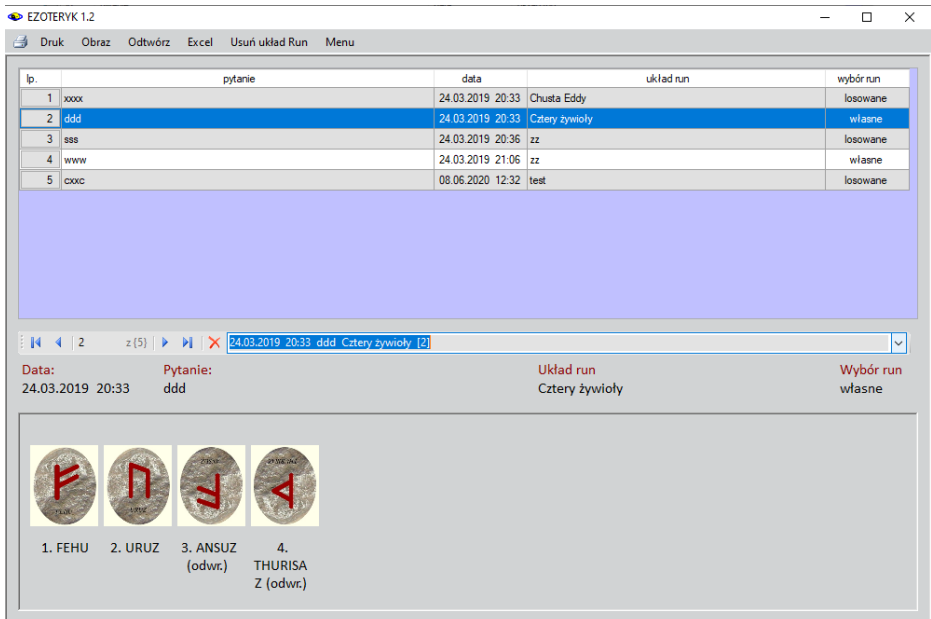 EZOTERYK 1.2
Druk Obraz Odtwórz Excel Usuń układ Run Menu
lp. pytanie data układ run wybór run
1 xxxx 24.03.2019 20:33 Chusta Eddy losowane
2 ddd 24.03.2019 20:33 Cztery żywioły własne
3 sss 24.03.2019 20:36 zz losowane
4 www 24.03.2019 21:06 zz własne
5 cxxc 08.06.2020 12:32 test losowane
2 z {5} 24.03.2019 20:33 ddd Cztery żywioły [2]
Data: Pytanie: Układ run Wybór run
24.03.2019 20:33 ddd Cztery żywioły własne
URUZ
1. FEHU 2. URUZ 3. ANSUZ 4.
(odwr.) THURISA
Z (odwr.)